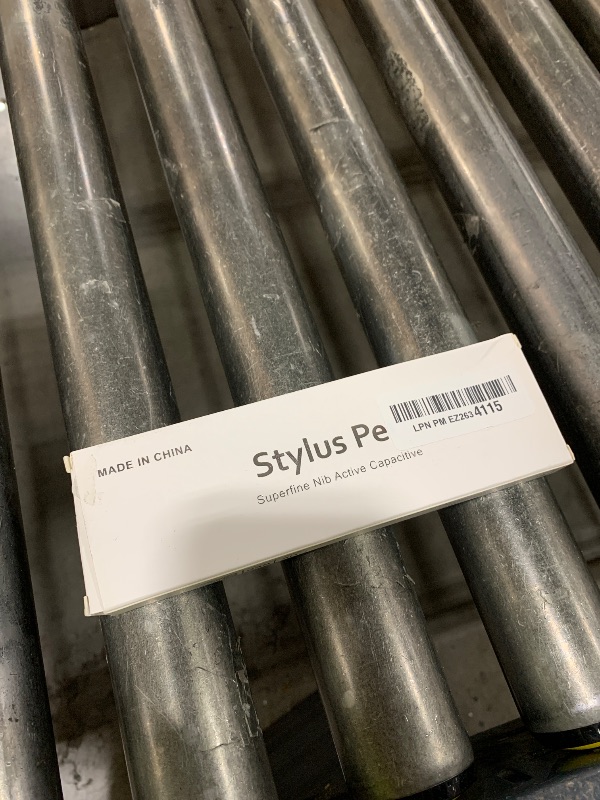 MADE IN CHINA
Stylus Pe
Superfine Nib Active Capacitive
LPN PM EZ2634115